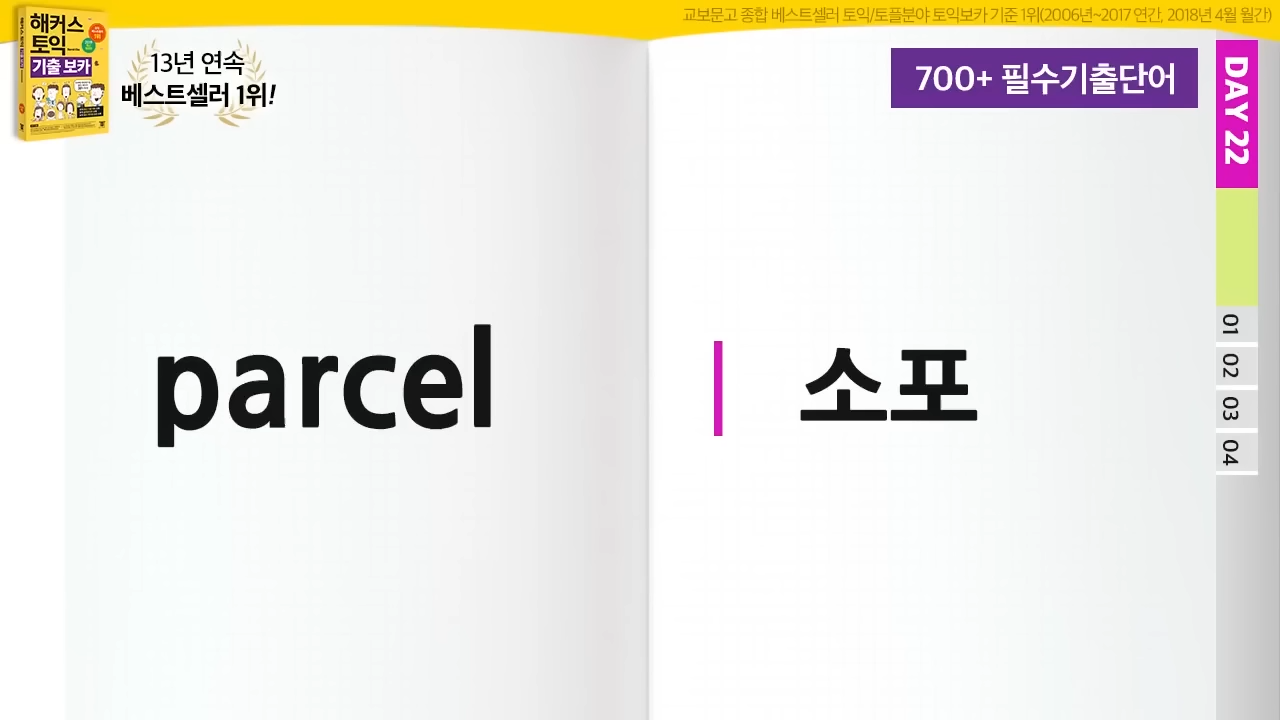 교보문고 종합 베스트셀러 토익/토플분야 토익보카 기준 1위(2006년~2017 연간, 2018년 4월 월간)
해커스
토익
기출 보카
13년 연속
베스트셀러 1위!
700+ 필수기출단어
DAY 22
parcel
소포
01
02
03
04